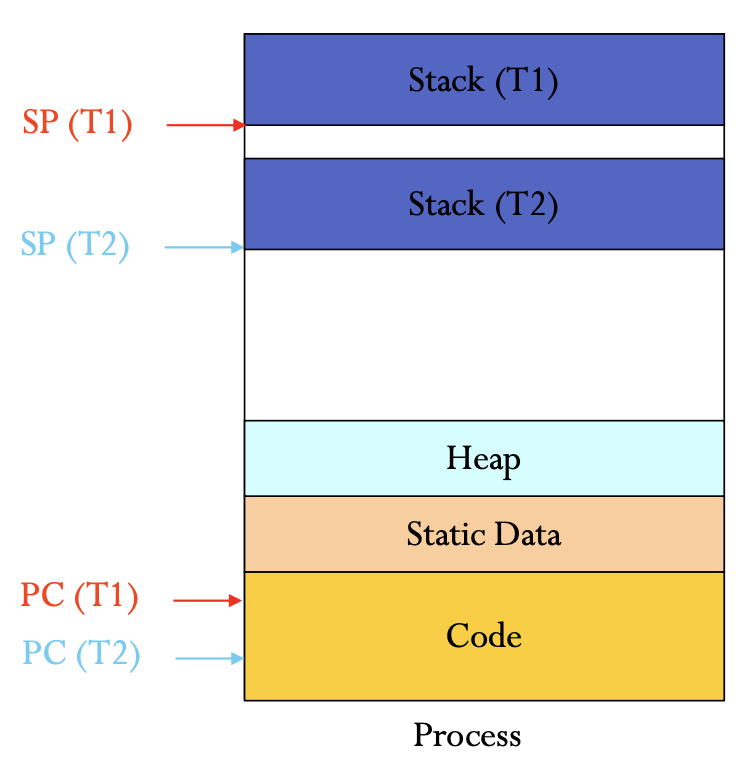 Stack (T1)
SP (T1)
Stack (T2)
SP (T2)
Heap
Static Data
PC (T1)
Code
PC (T2)
Process